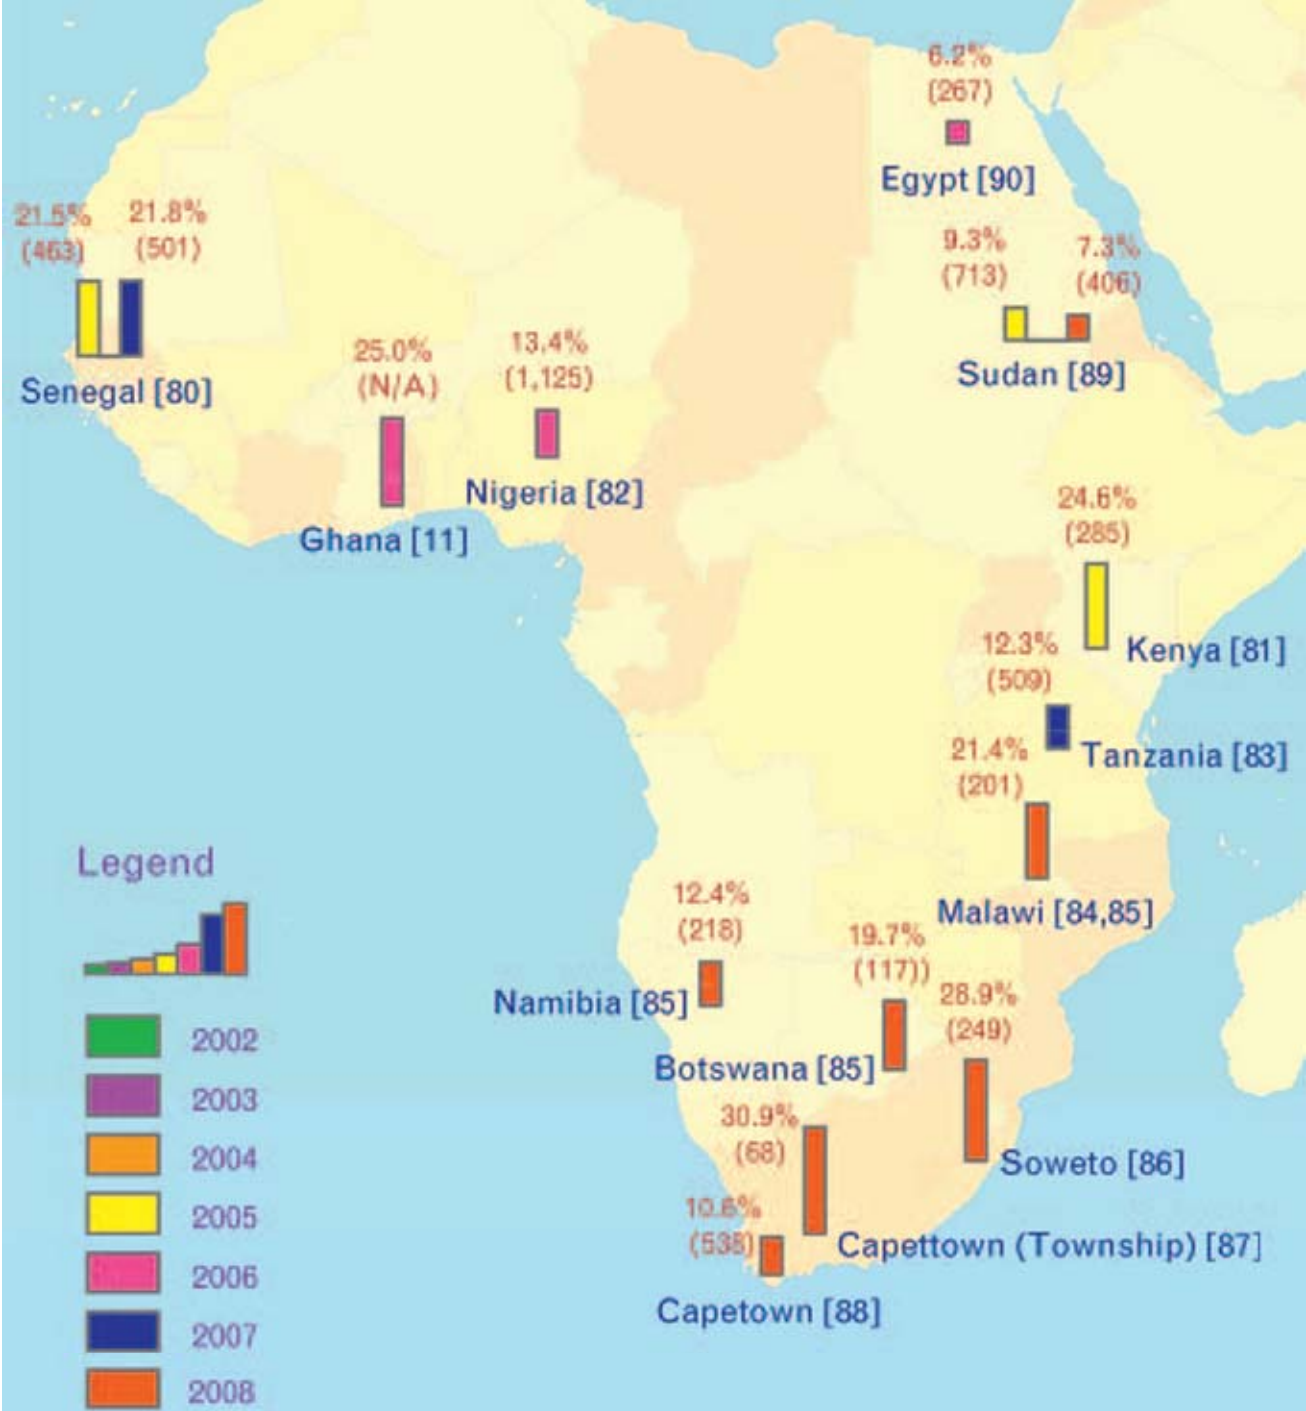 6.2%
(267)
Egypt [90]
21.5%
(463)
21.8%
(501)
Senegal [80]
9.3%
(713)
7.3%
(406)
Sudan [89]
25.0%
(N/A)
Ghana [11]
13.4%
(1,125)
Nigeria [82]
24.6%
(285)
Kenya [81]
12.3%
(509)
Tanzania [83]
21.4%
(201)
Malawi [84,85]
12.4%
(218)
Namibia [85]
19.7%
(117))
Botswana [85]
28.9%
(249)
Soweto [86]
30.9%
(68)
Capettown (Township) [87]
10.6%
(538)
Capetown [88]
Legend
2002
2003
2004
2005
2006
2007
2008